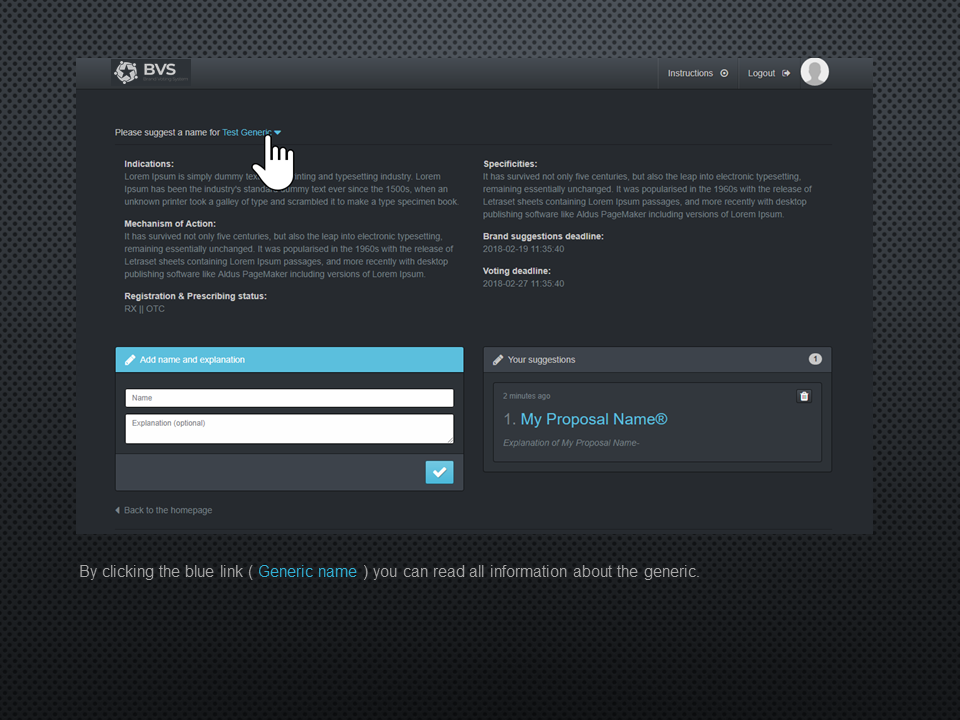 BVS
Instructions
Logout
Please suggest a name for Test Generic
Indications:
Lorem Ipsum is simply dummy text printing and typesetting industry. Lorem
Ipsum has been the industry's standard dummy text ever since the 1500s, when an
unknown printer took a galley of type and scrambled it to make a type specimen book.
Mechanism of Action:
It has survived not only five centuries, but also the leap into electronic typesetting,
remaining essentially unchanged. It was popularised in the 1960s with the release of
Letraset sheets containing Lorem Ipsum passages, and more recently with desktop
publishing software like Aldus PageMaker including versions of Lorem Ipsum.
Registration & Prescribing status:
RX || OTC
Specificities:
It has survived not only five centuries, but also the leap into electronic typesetting,
remaining essentially unchanged. It was popularised in the 1960s with the release of
Letraset sheets containing Lorem Ipsum passages, and more recently with desktop
publishing software like Aldus PageMaker including versions of Lorem Ipsum.
Brand suggestions deadline:
2018-02-19 11:35:40
Voting deadline:
2018-02-27 11:35:40
Add name and explanation
Name
Explanation (optional)
Your suggestions
1
2 minutes ago
1. My Proposal Name®
Explanation of My Proposal Name-
Back to the homepage
By clicking the blue link ( Generic name ) you can read all information about the generic.